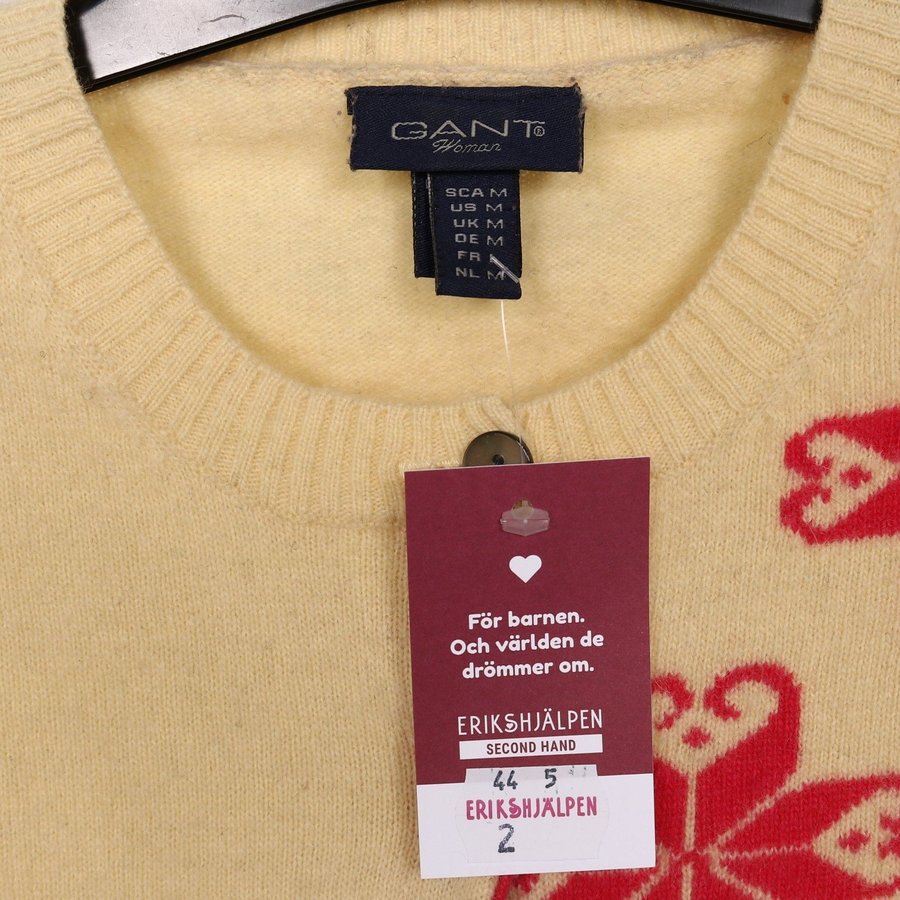 GANT®
Woman
SCA M
US M
UK M
DE M
FR
NL M
För barnen.
Och världen de
drömmer om.
ERIKSHJÄLPEN
SECOND HAND
44 5
ERIKSHJÄLPEN
2